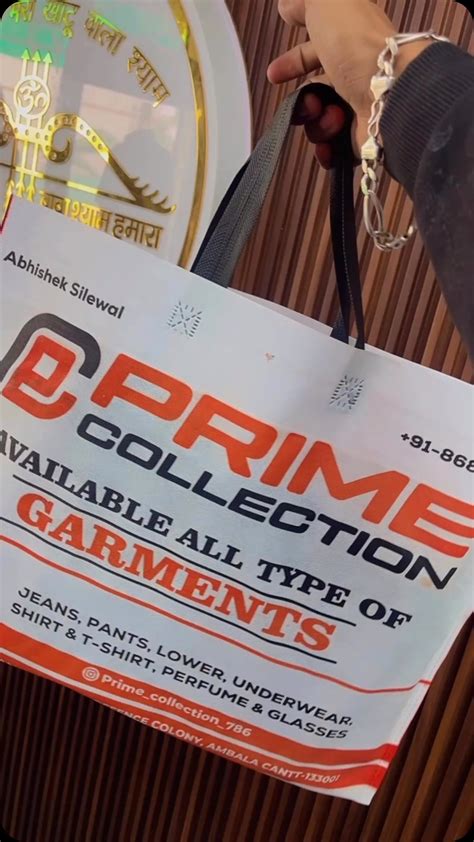 खाटू वाला श्याम
श्याम हमारा
Abhishek Silewal
+91-868
PRIME
COLLECTION
AVAILABLE ALL TYPE OF
GARMENTS
JEANS, PANTS, LOWER, UNDERWEAR,
SHIRT & T-SHIRT, PERFUME & GLASSES
Prime_collection_786
COLONY, AMBALA CANTT-133001